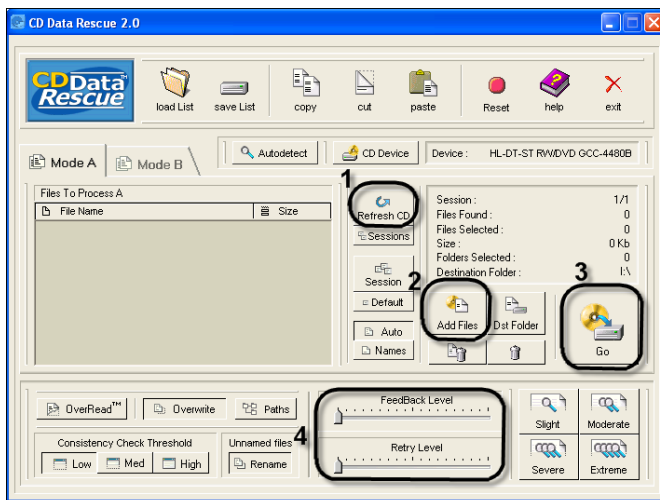 CD Data Rescue 2.0
CDData™
Rescue
load List
save List
copy
cut
paste
Reset
help
exit
Mode A
Mode B
Autodetect
CD Device
Device : HL-DT-ST RW/DVD GCC-4480B
Files To Process A
File Name
Size
1
Refresh CD
Sessions
Session
Default
Auto
Names
Session : 1/1
Files Found : 0
Files Selected : 0
Size : 0 Kb
Folders Selected : 0
Destination Folder : I:\
2
Add Files
Dst Folder
3
Go
OverRead™
Overwrite
Paths
Consistency Check Threshold
Low
Med
High
Unnamed files
Rename
4
FeedBack Level
Retry Level
Slight
Moderate
Severe
Extreme